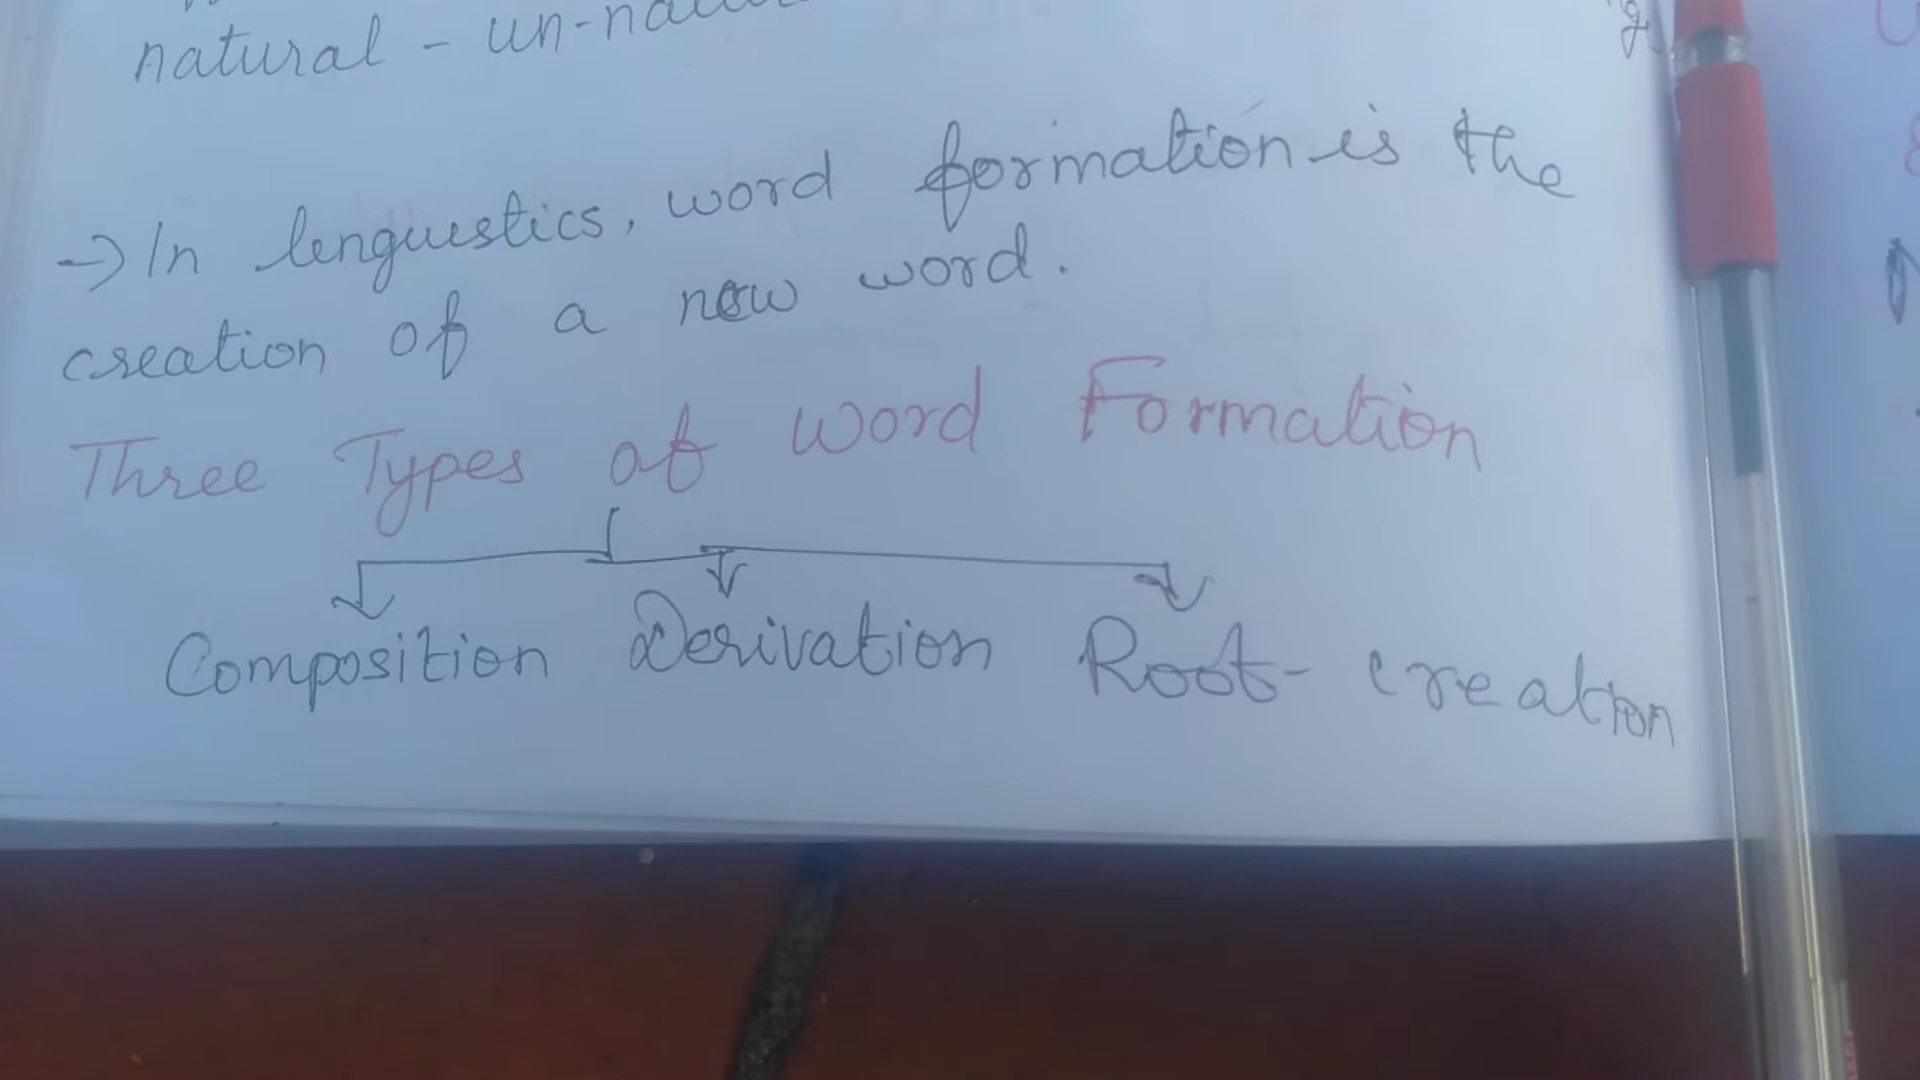 natural - un-
→ In lenguistics, word formation is the
creation of a new word.
Three Types of Word Formation
Composition Derivation Root- creation